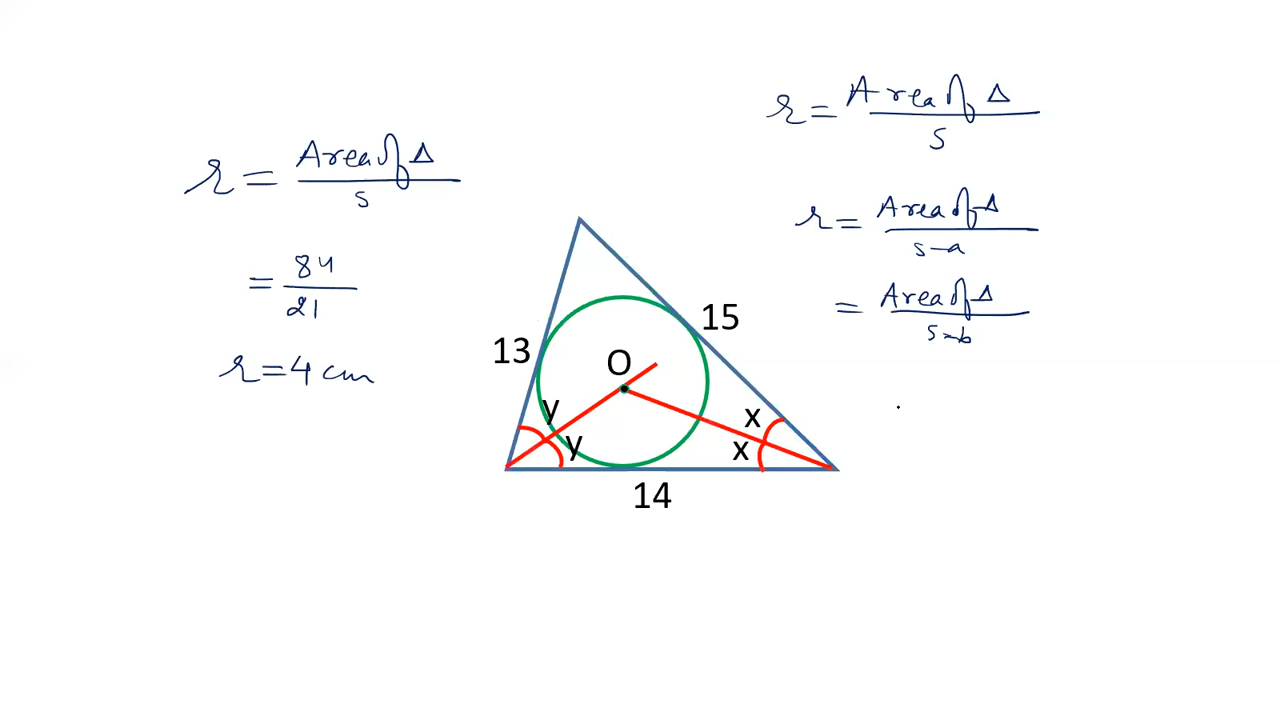 r = Area of Δ
s
= 84
21
r = 4 cm
r = Area of Δ
s
r = Area of Δ
s-a
= Area of Δ
s-b
13
15
O
y
y
x
x
14